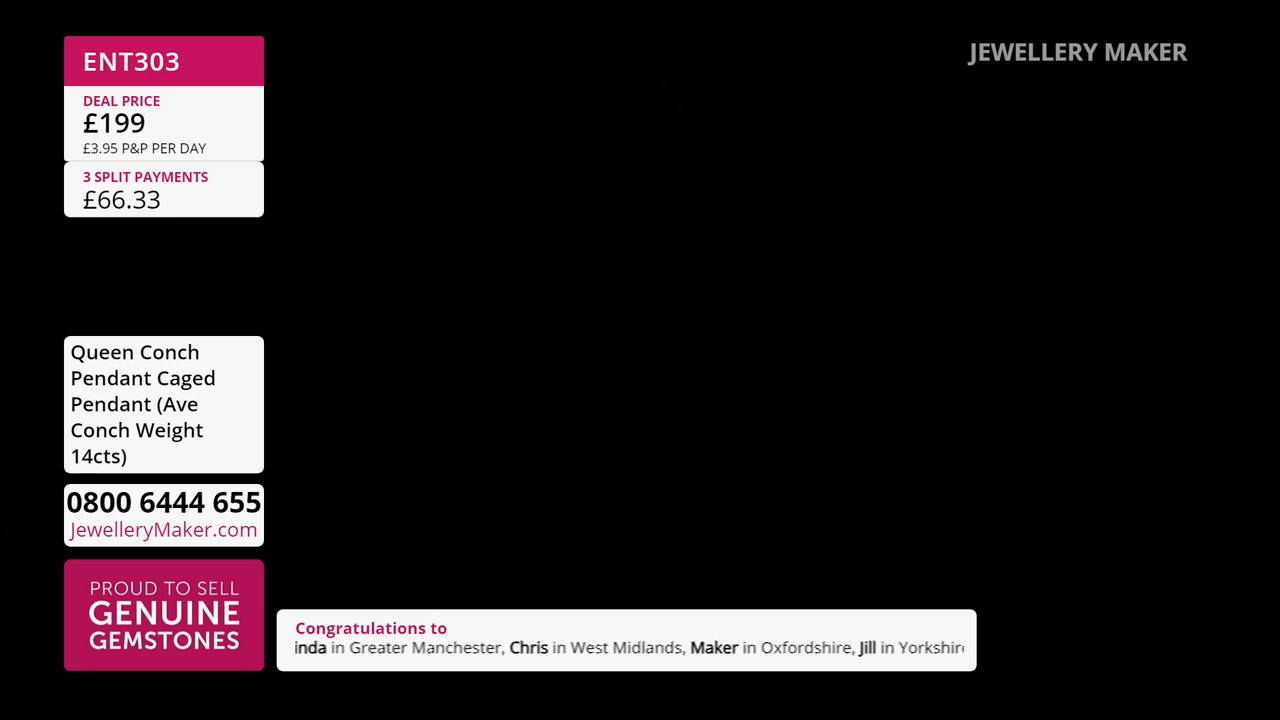 ENT303
DEAL PRICE
£199
£3.95 P&P PER DAY
3 SPLIT PAYMENTS
£66.33
JEWELLERY MAKER
Queen Conch
Pendant Caged
Pendant (Ave
Conch Weight
14cts)
0800 6444 655
JewelleryMaker.com
PROUD TO SELL
GENUINE
GEMSTONES
Congratulations to
inda in Greater Manchester, Chris in West Midlands, Maker in Oxfordshire, Jill in Yorkshire